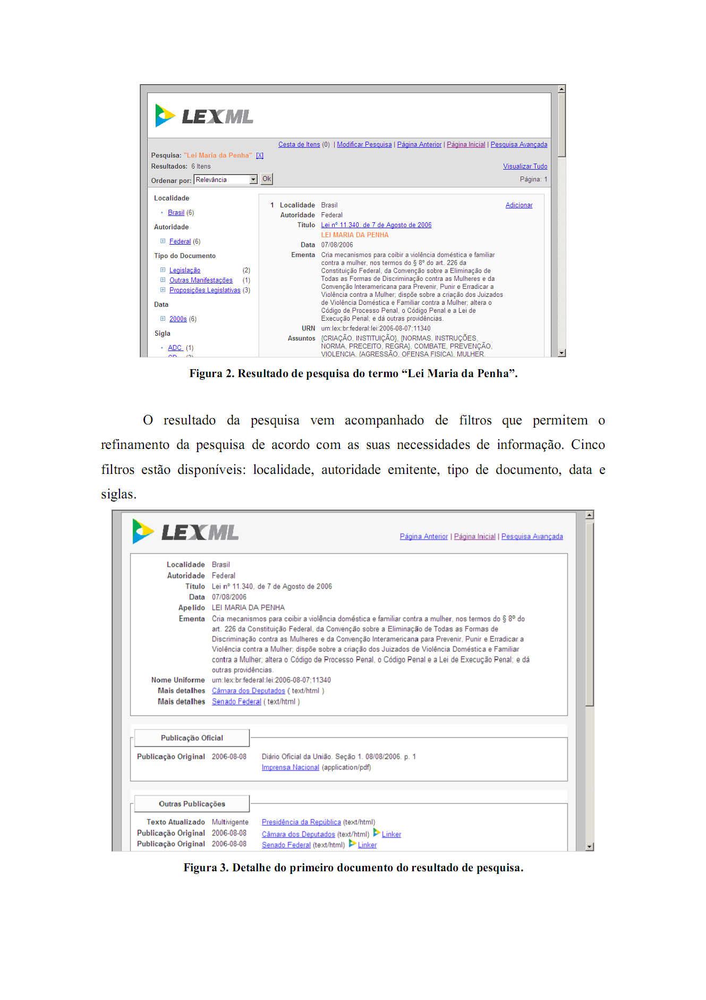 LEXML
Cesta de Itens (0) | Modificar Pesquisa | Página Anterior | Página Inicial | Pesquisa Avançada
Pesquisa: "Lei Maria da Penha" [X]
Resultados: 6 Itens
Visualizar Tudo
Ordenar por: Relevância Ok
Página: 1
Localidade
Brasil (6)
Autoridade
Federal (6)
Tipo do Documento
Legislação (2)
Outras Manifestações (1)
Proposições Legislativas (3)
Data
2000s (6)
Sigla
ADC (1)
1 Localidade Brasil Adicionar
Autoridade Federal
Título Lei nº 11.340, de 7 de Agosto de 2006
LEI MARIA DA PENHA
Data 07/08/2006
Ementa Cria mecanismos para coibir a violência doméstica e familiar
contra a mulher, nos termos do § 8º do art. 226 da
Constituição Federal, da Convenção sobre a Eliminação de
Todas as Formas de Discriminação contra as Mulheres e da
Convenção Interamericana para Prevenir, Punir e Erradicar a
Violência contra a Mulher; dispõe sobre a criação dos Juizados
de Violência Doméstica e Familiar contra a Mulher; altera o
Código de Processo Penal, o Código Penal e a Lei de
Execução Penal; e dá outras providências.
URN urn:lex:br:federal:lei:2006-08-07;11340
Assuntos {CRIAÇÃO, INSTITUIÇÃO}, {NORMAS, INSTRUÇÕES,
NORMA, PRECEITO, REGRA}, COMBATE, PREVENÇÃO,
VIOLENCIA, {AGRESSÃO, OFENSA FISICA}, MULHER,
Figura 2. Resultado de pesquisa do termo “Lei Maria da Penha”.
O resultado da pesquisa vem acompanhado de filtros que permitem o
refinamento da pesquisa de acordo com as suas necessidades de informação. Cinco
filtros estão disponíveis: localidade, autoridade emitente, tipo de documento, data e
siglas.
LEXML
Página Anterior | Página Inicial | Pesquisa Avançada
Localidade Brasil
Autoridade Federal
Título Lei nº 11.340, de 7 de Agosto de 2006
Data 07/08/2006
Apelido LEI MARIA DA PENHA
Ementa Cria mecanismos para coibir a violência doméstica e familiar contra a mulher, nos termos do § 8º do
art. 226 da Constituição Federal, da Convenção sobre a Eliminação de Todas as Formas de
Discriminação contra as Mulheres e da Convenção Interamericana para Prevenir, Punir e Erradicar a
Violência contra a Mulher; dispõe sobre a criação dos Juizados de Violência Doméstica e Familiar
contra a Mulher; altera o Código de Processo Penal, o Código Penal e a Lei de Execução Penal; e dá
outras providências.
Nome Uniforme urn:lex:br:federal:lei:2006-08-07;11340
Mais detalhes Câmara dos Deputados ( text/html )
Mais detalhes Senado Federal ( text/html )
Publicação Oficial
Publicação Original 2006-08-08 Diário Oficial da União. Seção 1. 08/08/2006. p. 1
Imprensa Nacional (application/pdf)
Outras Publicações
Texto Atualizado Multivigente Presidência da República (text/html)
Publicação Original 2006-08-08 Câmara dos Deputados (text/html) Linker
Publicação Original 2006-08-08 Senado Federal (text/html) Linker
Figura 3. Detalhe do primeiro documento do resultado de pesquisa.